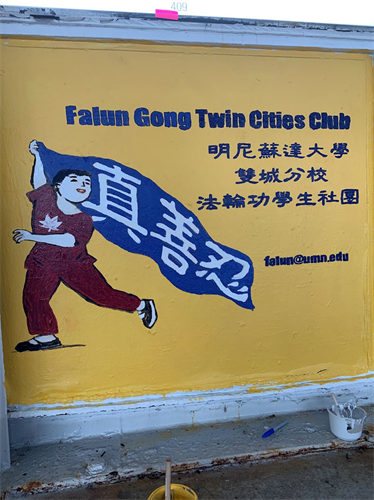 409
Falun Gong Twin Cities Club
明尼蘇達大學
雙城分校
法輪功學生社團
真、善、忍
falun@umn.edu